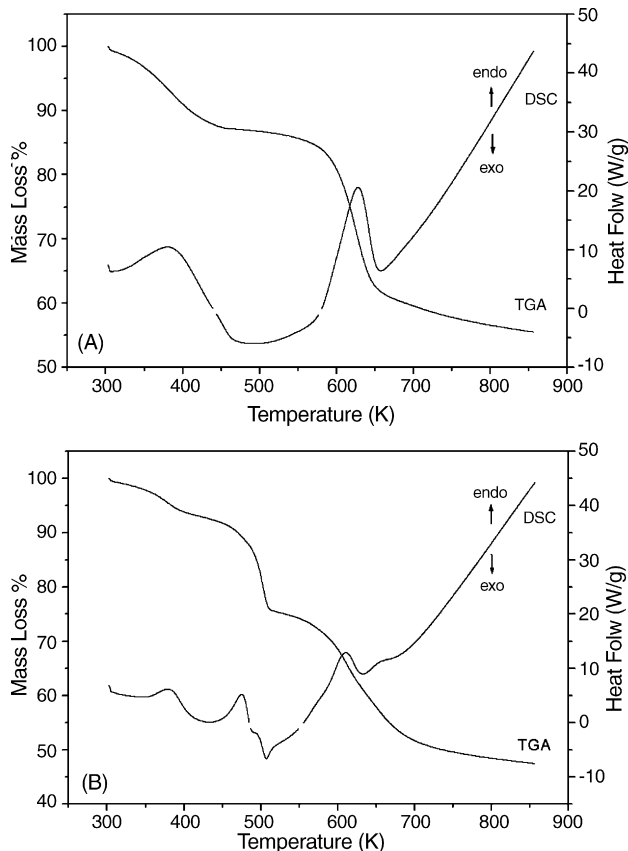 50
100
endo
40
DSC
90
30
exo
80
20
70
10
60
TGA
0
(A)
50
-10
300 400 500 600 700 800 900
Mass Loss %
Heat Folw (W/g)
Temperature (K)
50
100
endo
40
DSC
90
30
exo
80
20
70
10
60
0
TGA
50
(B)
-10
40
300 400 500 600 700 800 900
Mass Loss %
Heat Folw (W/g)
Temperature (K)